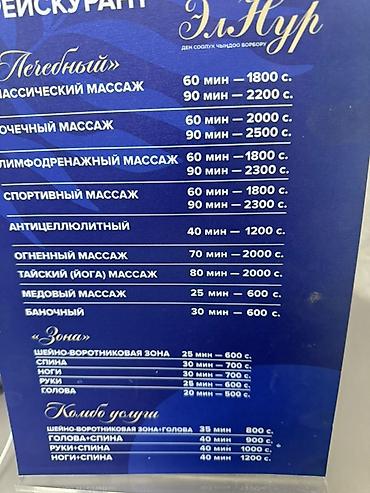 РЕЙСКУРАНТ
ЭлНур
ДЕН СООЛУК ЧЫҢДОО БОРБОРУ
«Лечебный»
ЛАССИЧЕСКИЙ МАССАЖ 60 мин — 1800 с.
90 мин — 2200 с.
ОЧЕЧНЫЙ МАССАЖ 60 мин — 2000 с.
90 мин — 2500 с.
ЛИМФОДРЕНАЖНЫЙ МАССАЖ 60 мин — 1800 с.
90 мин — 2300 с.
СПОРТИВНЫЙ МАССАЖ 60 мин — 1800 с.
90 мин — 2300 с.
АНТИЦЕЛЛЮЛИТНЫЙ 40 мин — 1200 с.
ОГНЕННЫЙ МАССАЖ 70 мин — 2000 с.
ТАЙСКИЙ (ЙОГА) МАССАЖ 80 мин — 2000 с.
МЕДОВЫЙ МАССАЖ 25 мин — 600 с.
БАНОЧНЫЙ 30 мин — 600 с.
«Зона»
ШЕЙНО-ВОРОТНИКОВАЯ ЗОНА 25 мин — 600 с.
СПИНА 30 мин — 700 с.
НОГИ 30 мин — 700 с.
РУКИ 25 мин — 600 с.
ГОЛОВА 20 мин — 500 с.
Комбо услуги
ШЕЙНО-ВОРОТНИКОВАЯ ЗОНА+ГОЛОВА 35 мин 800 с.
ГОЛОВА+СПИНА 40 мин 900 с.
РУКИ+СПИНА 40 мин 1000 с.
НОГИ+СПИНА 40 мин 1200 с.